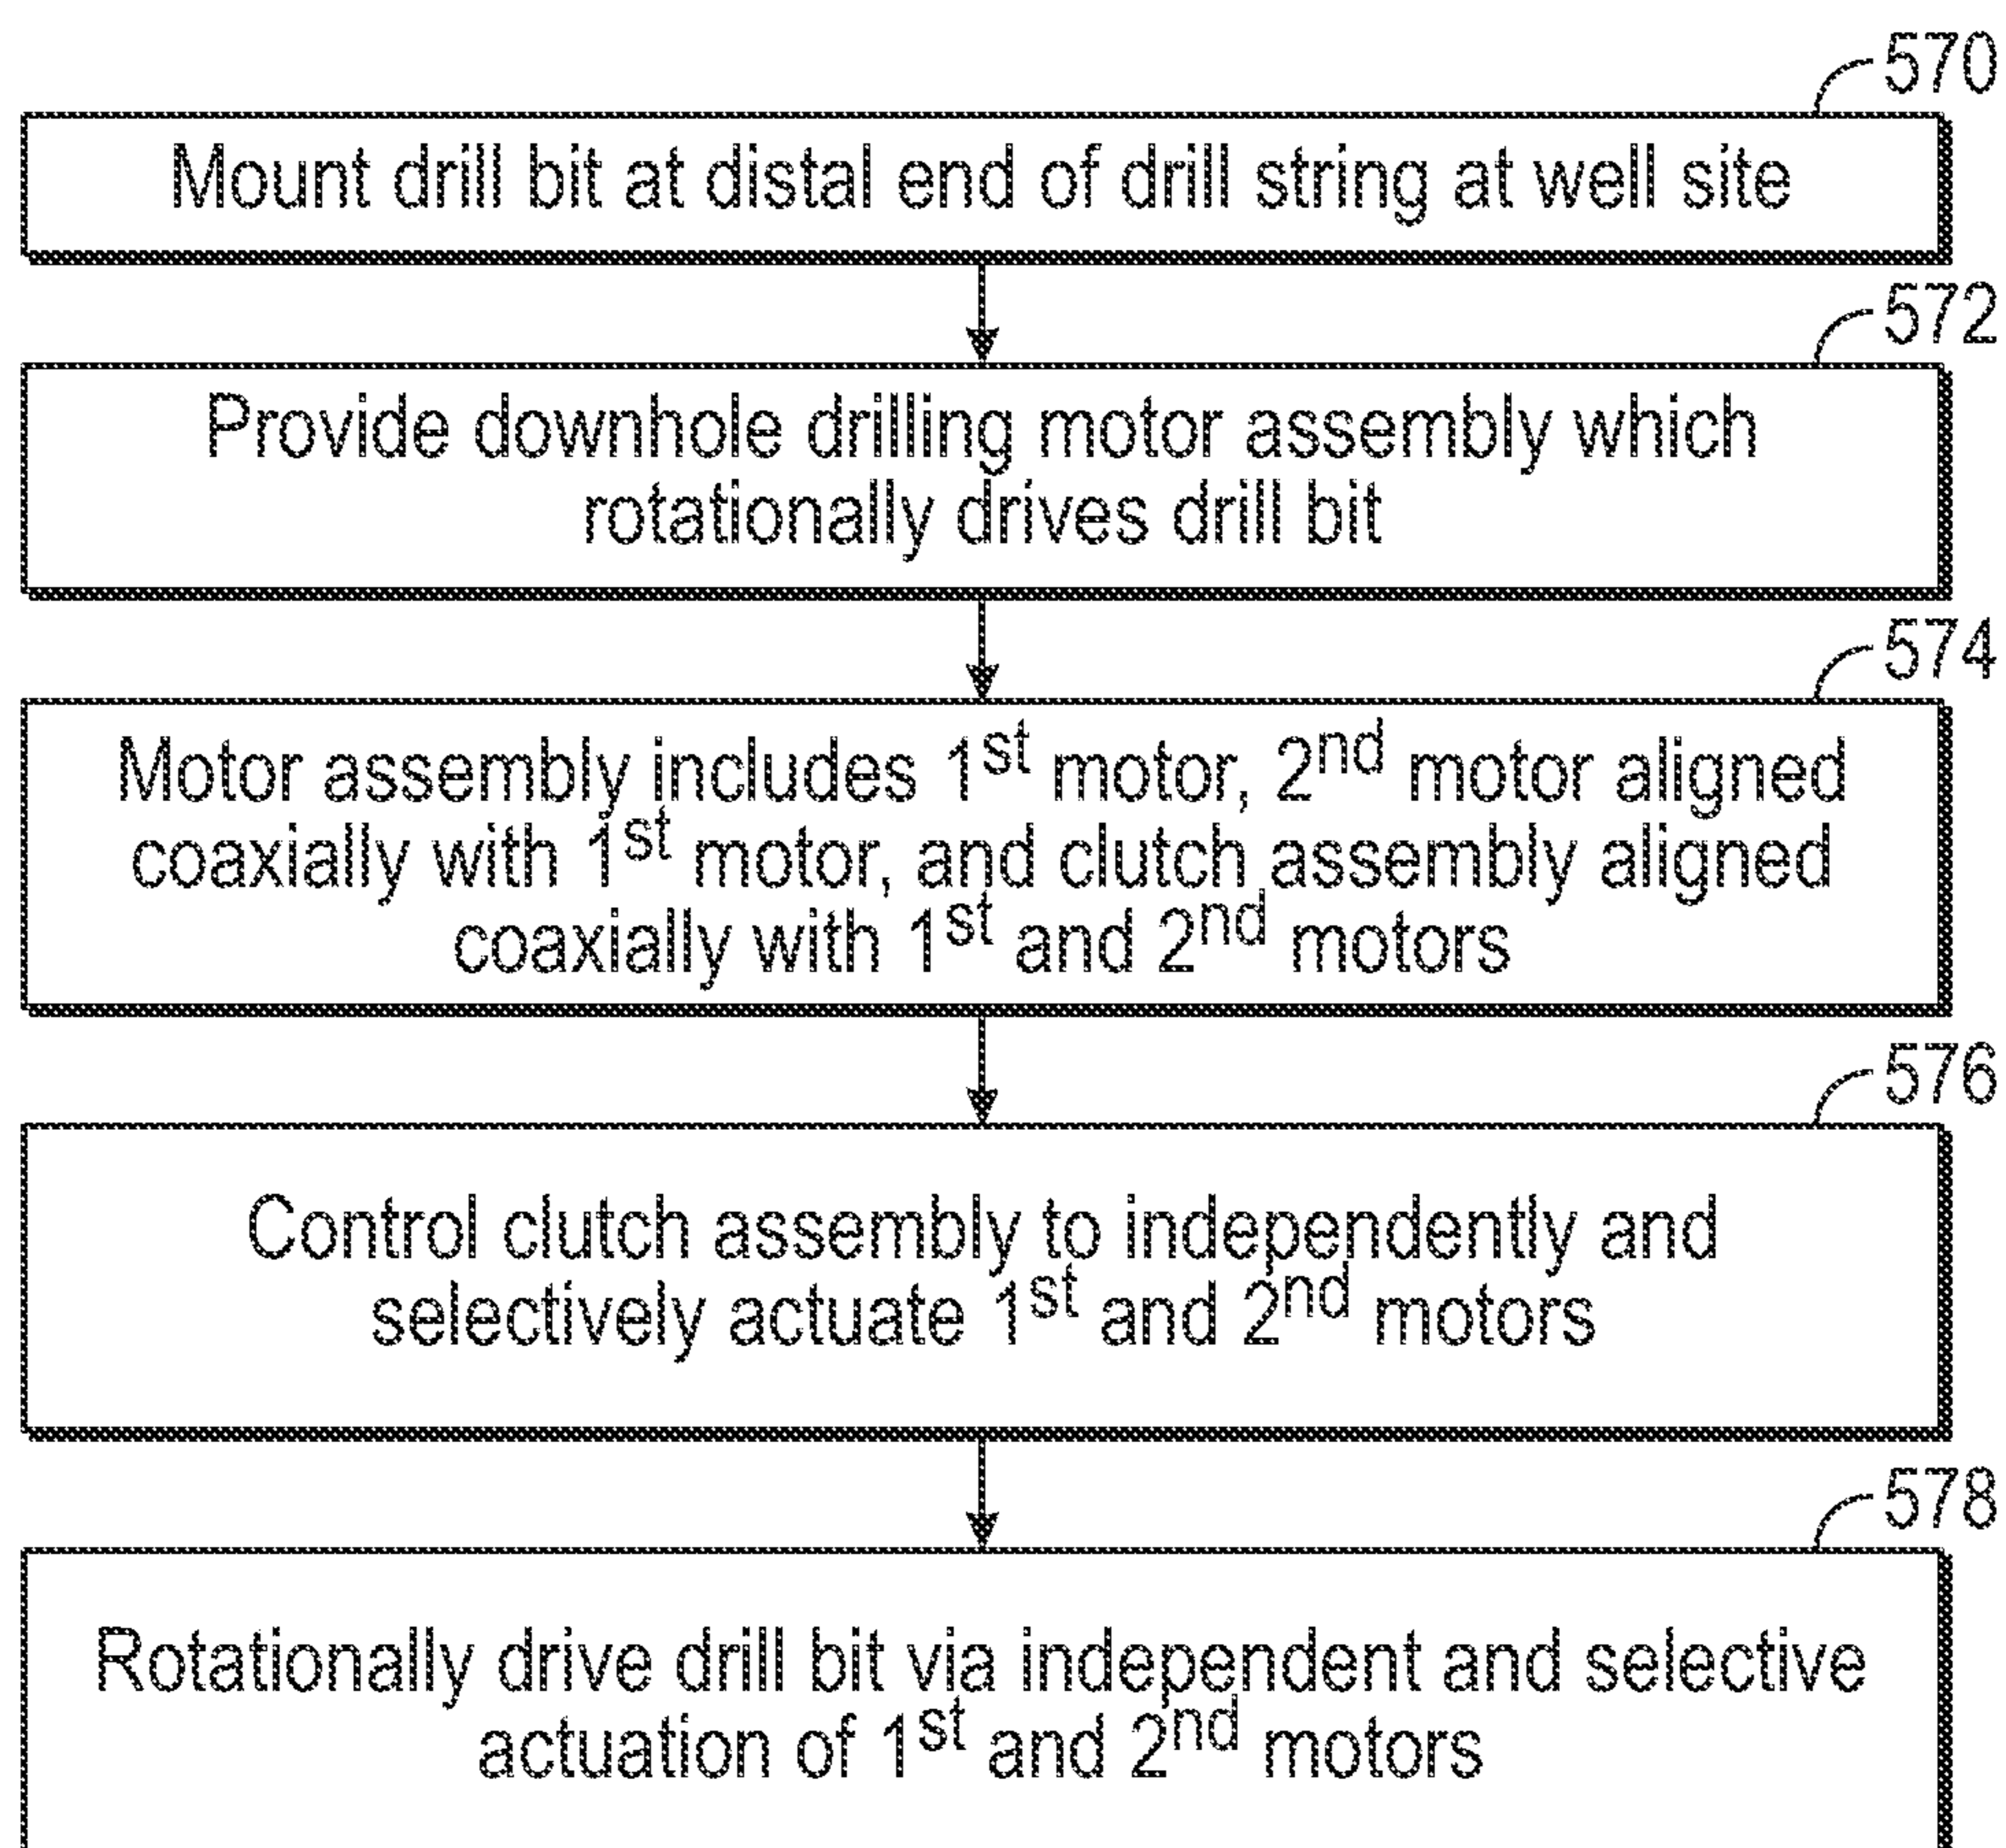 570
Mount drill bit at distal end of drill string at well site
572
Provide downhole drilling motor assembly which
rotationally drives drill bit
574
Motor assembly includes 1st motor, 2nd motor aligned
coaxially with 1st motor, and clutch assembly aligned
coaxially with 1st and 2nd motors
576
Control clutch assembly to independently and
selectively actuate 1st and 2nd motors
578
Rotationally drive drill bit via independent and selective
actuation of 1st and 2nd motors